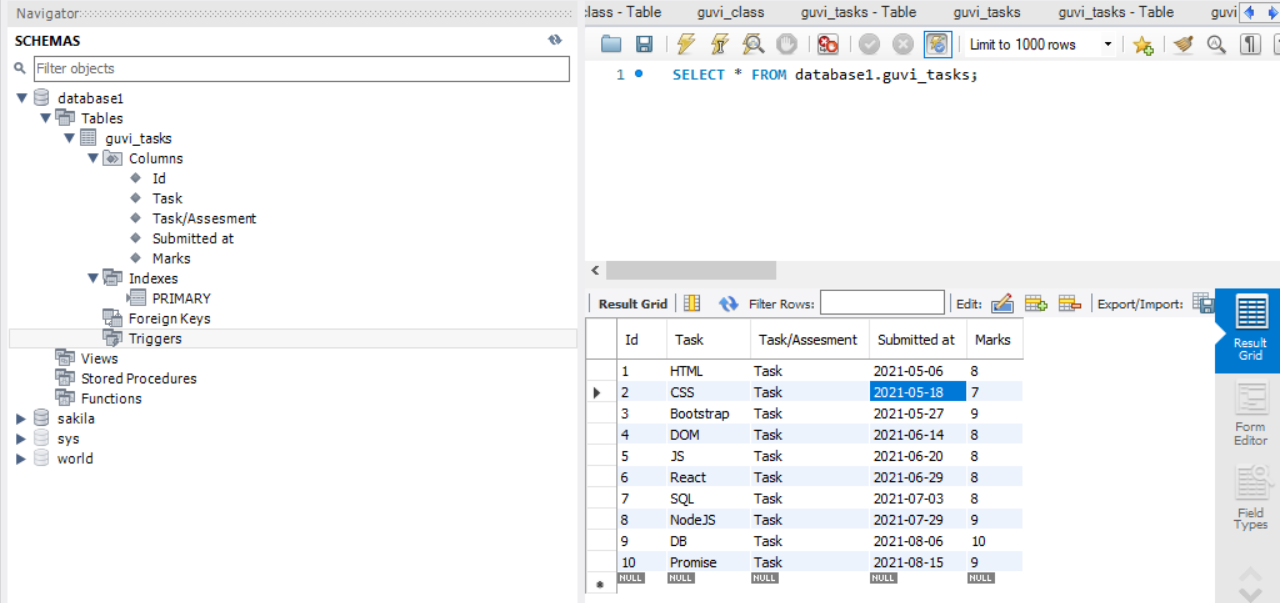 Navigator
SCHEMAS
Filter objects
database1
Tables
guvi_tasks
Columns
Id
Task
Task/Assesment
Submitted at
Marks
Indexes
PRIMARY
Foreign Keys
Triggers
Views
Stored Procedures
Functions
sakila
sys
world
class - Table guvi_class guvi_tasks - Table guvi_tasks guvi_tasks - Table guvi
Limit to 1000 rows
1 SELECT * FROM database1.guvi_tasks;
Result Grid Filter Rows: Edit: Export/Import:
Id Task Task/Assesment Submitted at Marks
1 HTML Task 2021-05-06 8
2 CSS Task 2021-05-18 7
3 Bootstrap Task 2021-05-27 9
4 DOM Task 2021-06-14 8
5 JS Task 2021-06-20 8
6 React Task 2021-06-29 8
7 SQL Task 2021-07-03 8
8 NodeJS Task 2021-07-29 9
9 DB Task 2021-08-06 10
10 Promise Task 2021-08-15 9
NULL NULL NULL NULL NULL
Result
Grid
Form
Editor
Field
Types